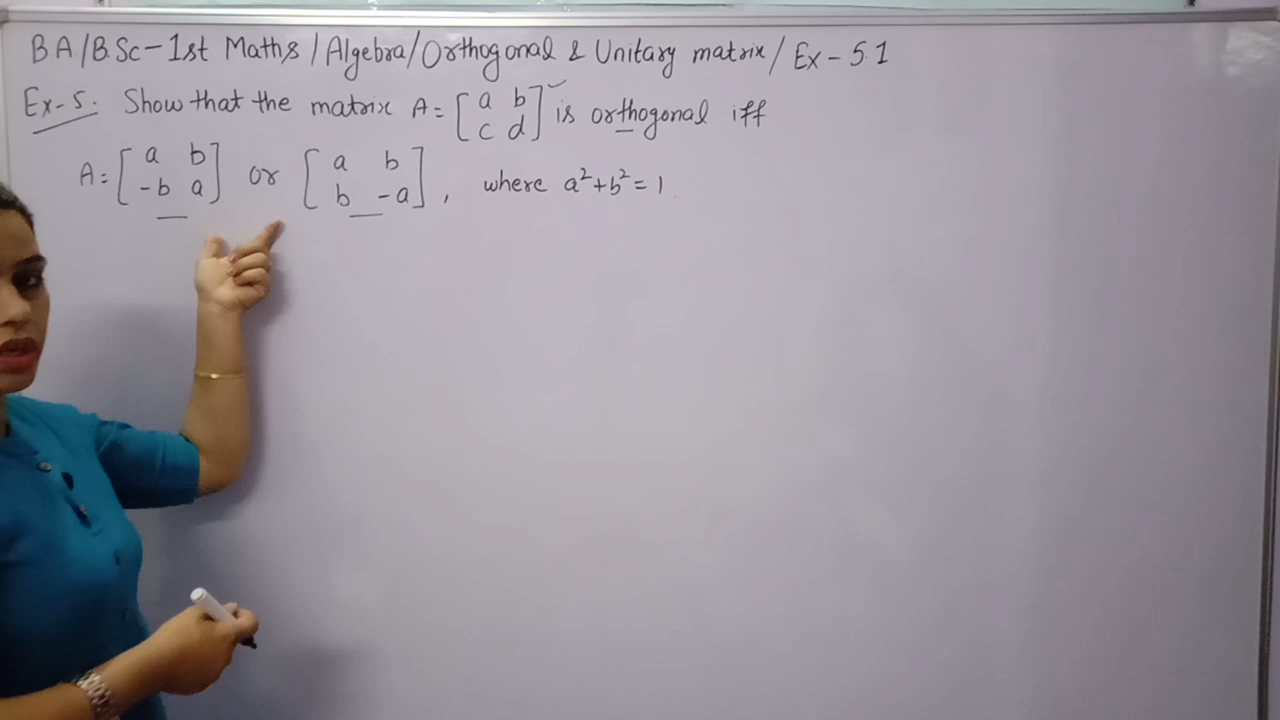 BA/BSc-1st Maths/Algebra/Orthogonal & Unitary matrix/Ex-5.1
Ex-5. Show that the matrix A = [a b; c d] is orthogonal iff
A = [a b; -b a] or [a b; b -a], where a²+b²=1